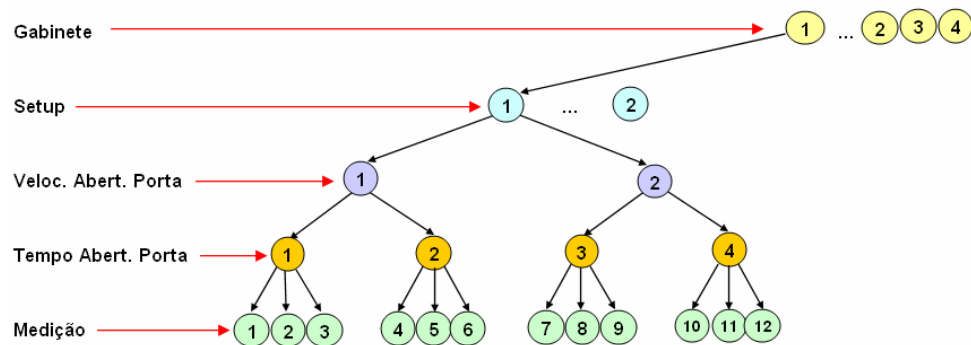 Gabinete 1 ... 2 3 4
Setup 1 ... 2
Veloc. Abert. Porta 1 2
Tempo Abert. Porta 1 2 3 4
Medição 1 2 3 4 5 6 7 8 9 10 11 12